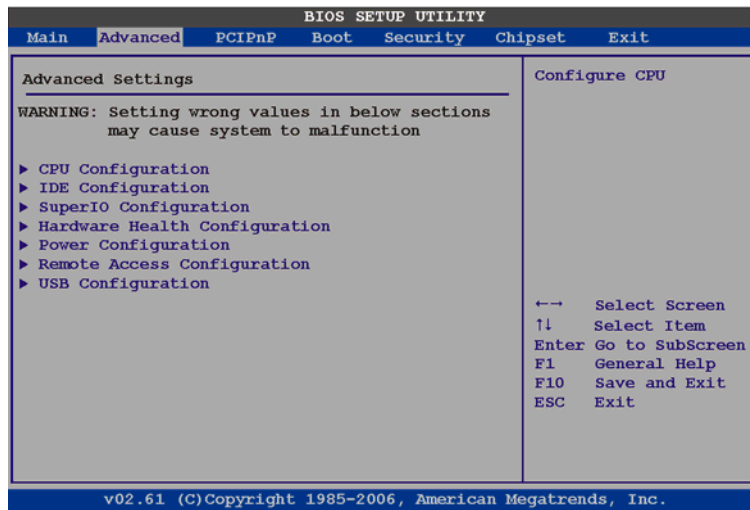 BIOS SETUP UTILITY
Main Advanced PCIPnP Boot Security Chipset Exit
Advanced Settings
WARNING: Setting wrong values in below sections
may cause system to malfunction
▶ CPU Configuration
▶ IDE Configuration
▶ SuperIO Configuration
▶ Hardware Health Configuration
▶ Power Configuration
▶ Remote Access Configuration
▶ USB Configuration
Configure CPU
←→ Select Screen
↑↓ Select Item
Enter Go to SubScreen
F1 General Help
F10 Save and Exit
ESC Exit
v02.61 (C)Copyright 1985-2006, American Megatrends, Inc.